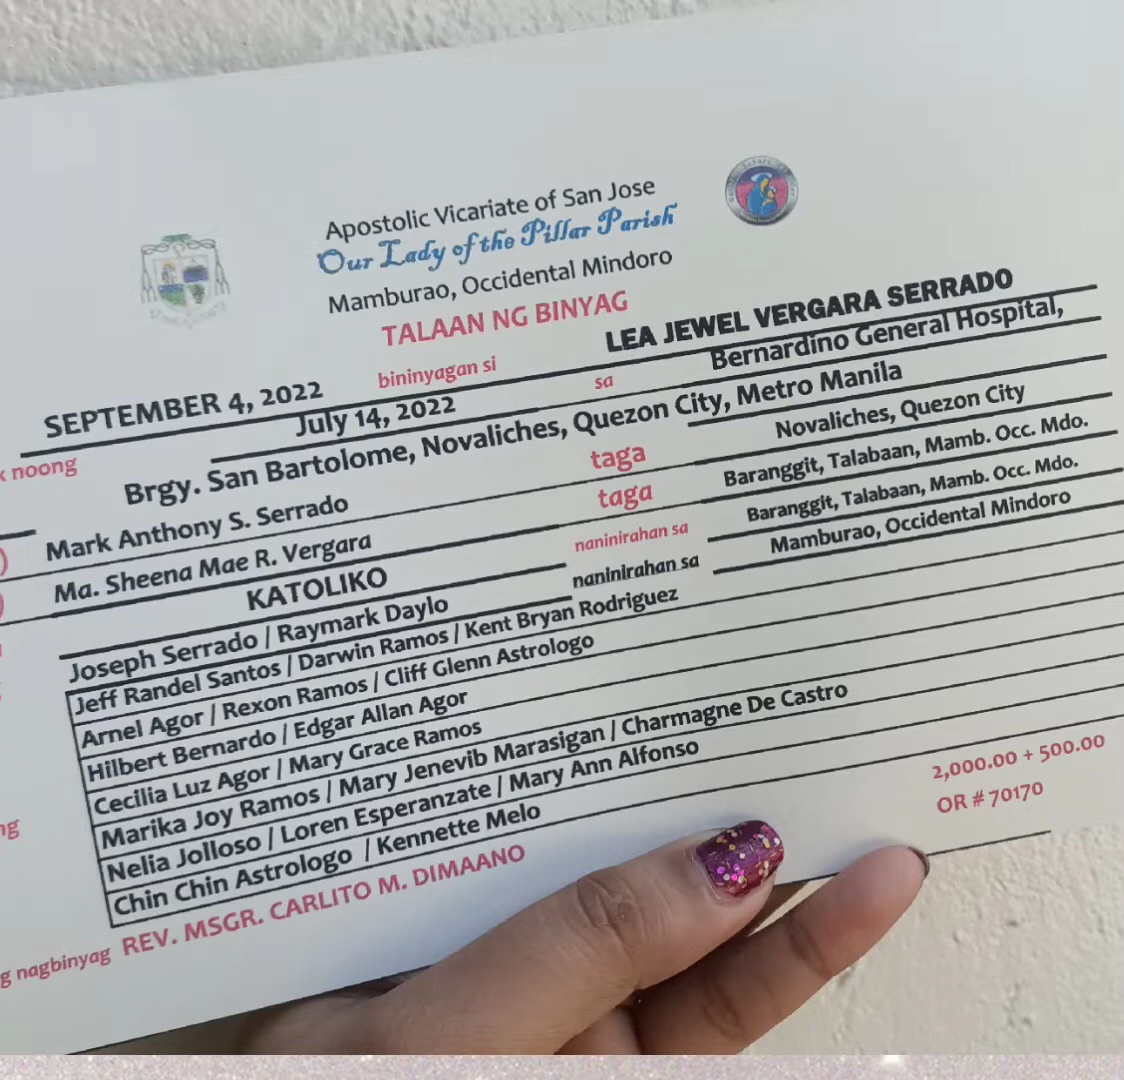 Apostolic Vicariate of San Jose
Our Lady of the Pillar Parish
Mamburao, Occidental Mindoro
TALAAN NG BINYAG
SEPTEMBER 4, 2022 bininyagan si LEA JEWEL VERGARA SERRADO
k noong July 14, 2022 sa Bernardino General Hospital,
Brgy. San Bartolome, Novaliches, Quezon City, Metro Manila
Mark Anthony S. Serrado taga Novaliches, Quezon City
Ma. Sheena Mae R. Vergara taga Baranggit, Talabaan, Mamb. Occ. Mdo.
KATOLIKO naninirahan sa Baranggit, Talabaan, Mamb. Occ. Mdo.
Joseph Serrado / Raymark Daylo naninirahan sa Mamburao, Occidental Mindoro
Jeff Randel Santos / Darwin Ramos / Kent Bryan Rodriguez
Arnel Agor / Rexon Ramos / Cliff Glenn Astrologo
Hilbert Bernardo / Edgar Allan Agor
Cecilia Luz Agor / Mary Grace Ramos
Marika Joy Ramos / Mary Jenevib Marasigan / Charmagne De Castro
Nelia Jolloso / Loren Esperanzate / Mary Ann Alfonso
Chin Chin Astrologo / Kennette Melo
2,000.00 + 500.00
OR # 70170
g nagbinyag REV. MSGR. CARLITO M. DIMAANO